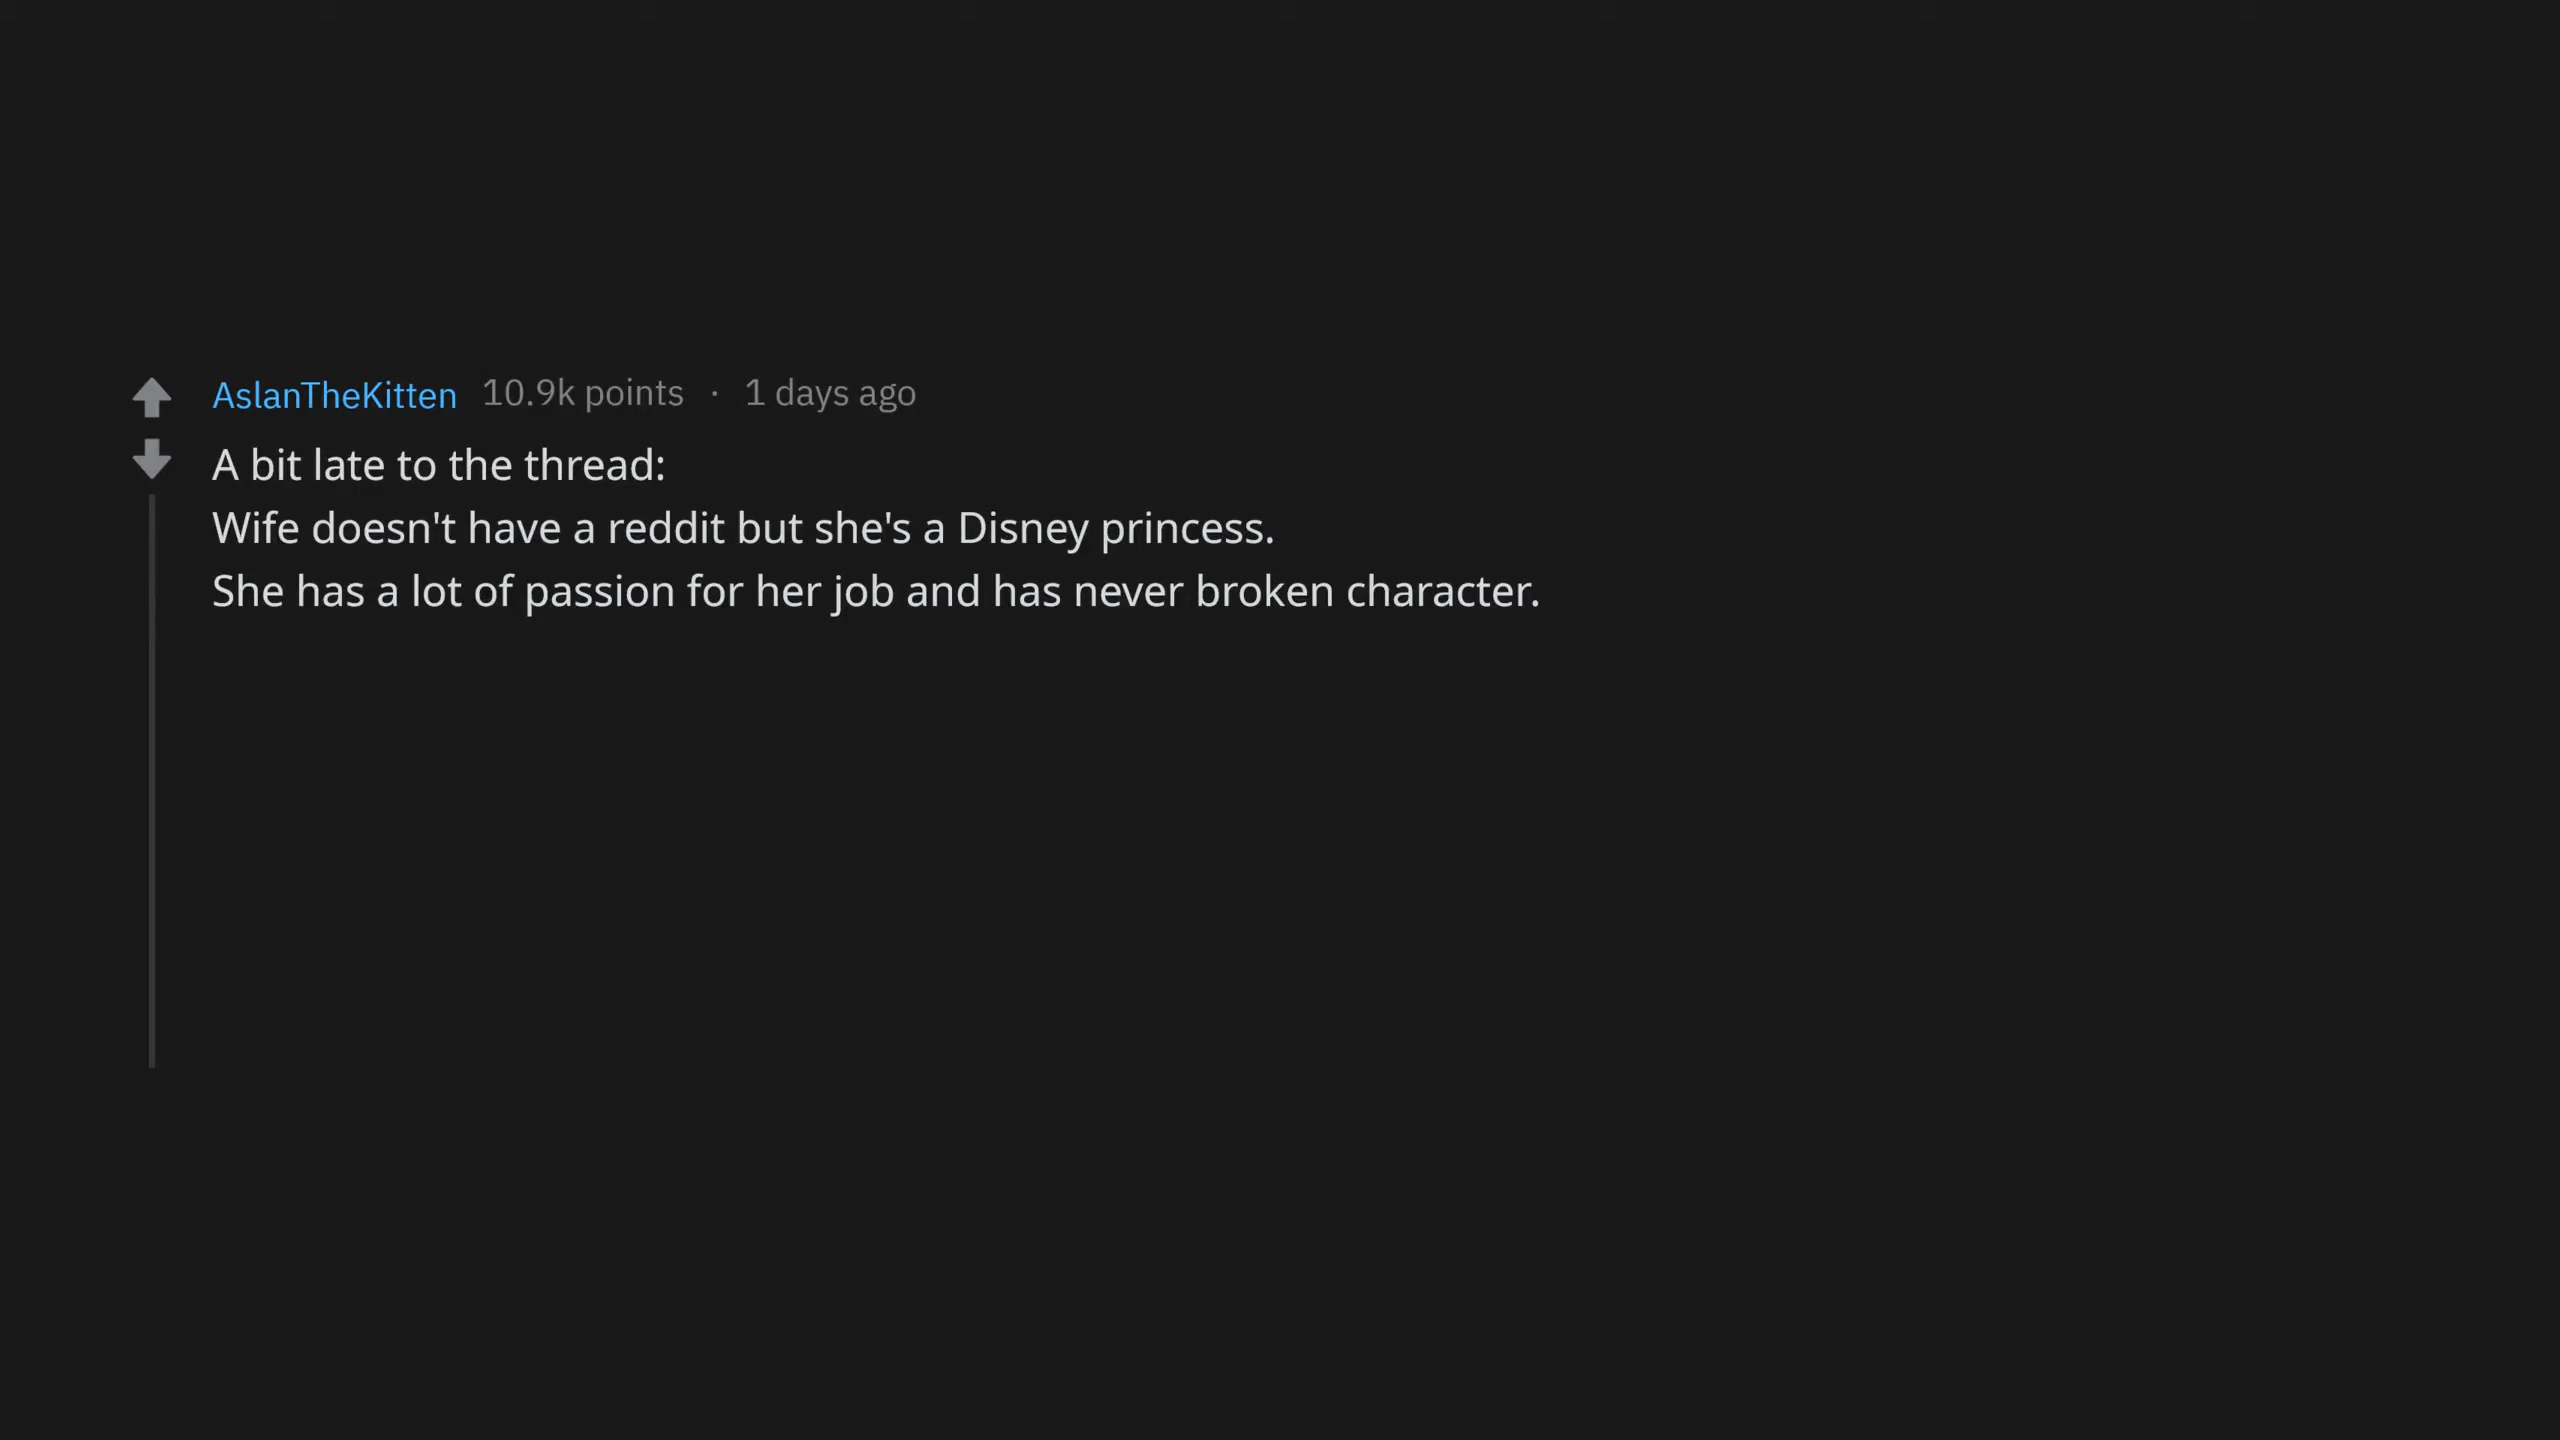 AslanTheKitten 10.9k points · 1 days ago
A bit late to the thread:
Wife doesn't have a reddit but she's a Disney princess.
She has a lot of passion for her job and has never broken character.